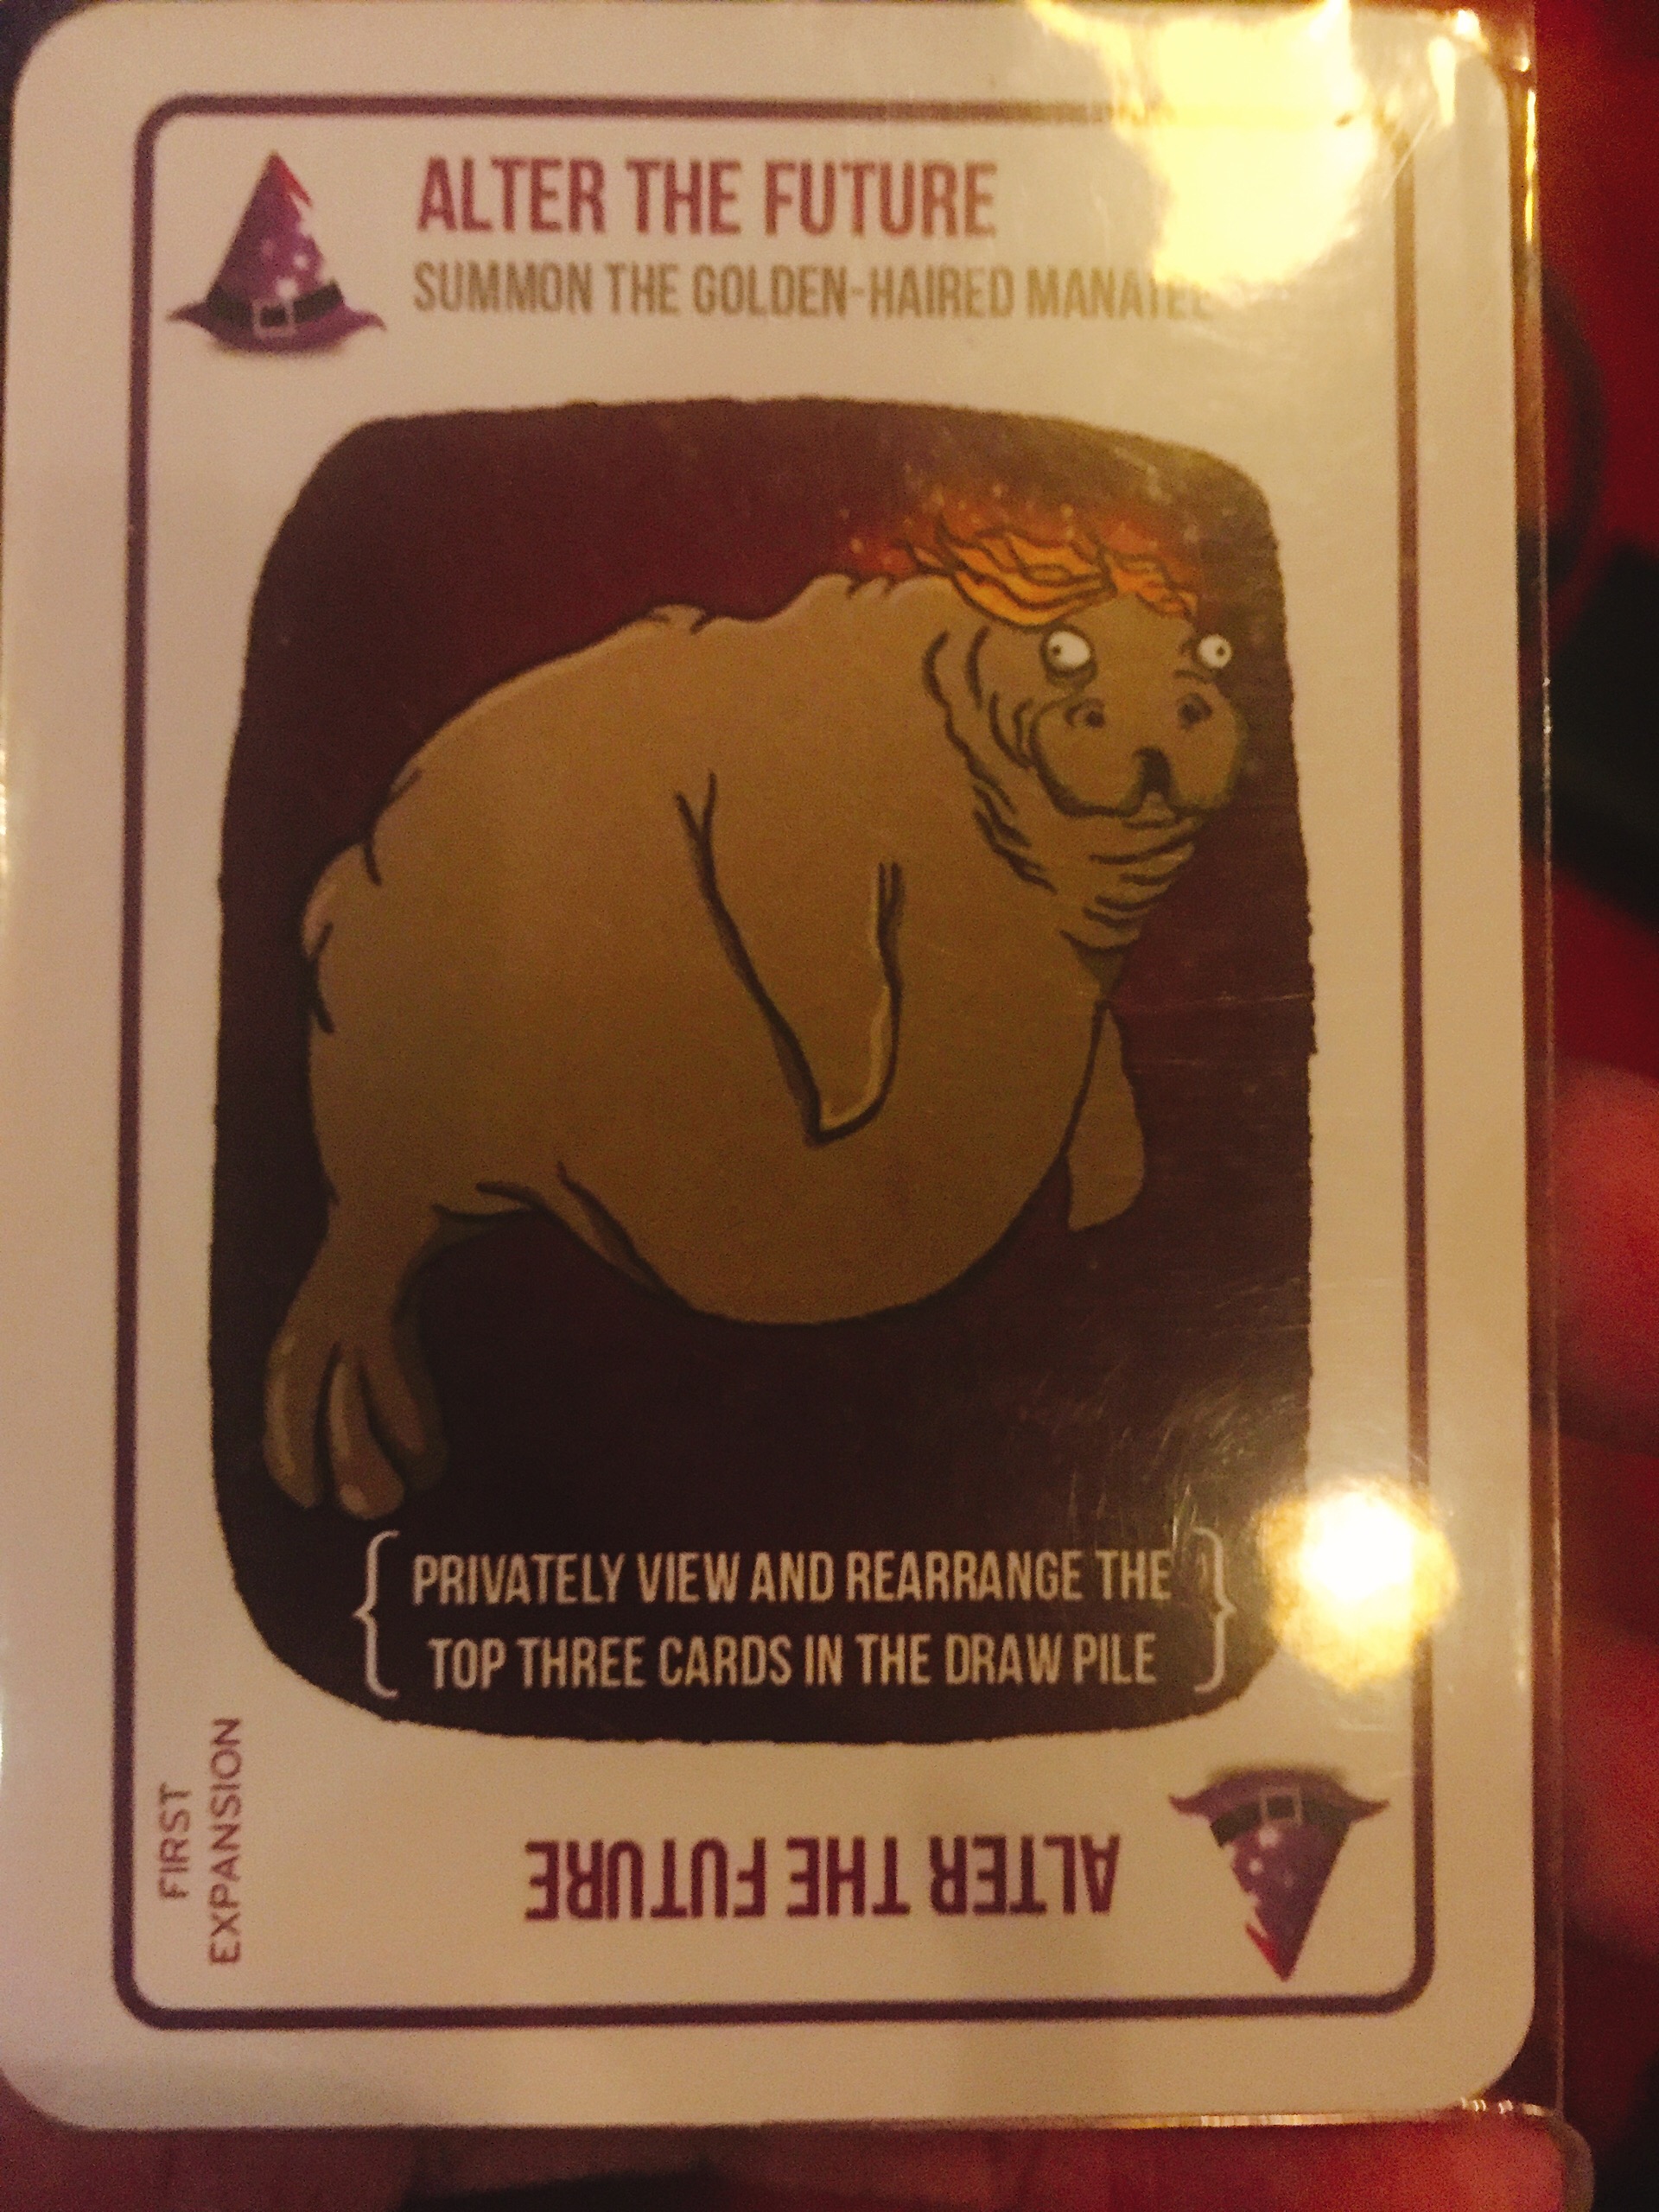 ALTER THE FUTURE
SUMMON THE GOLDEN-HAIRED MANATEE
PRIVATELY VIEW AND REARRANGE THE
TOP THREE CARDS IN THE DRAW PILE
FIRST
EXPANSION
ALTER THE FUTURE